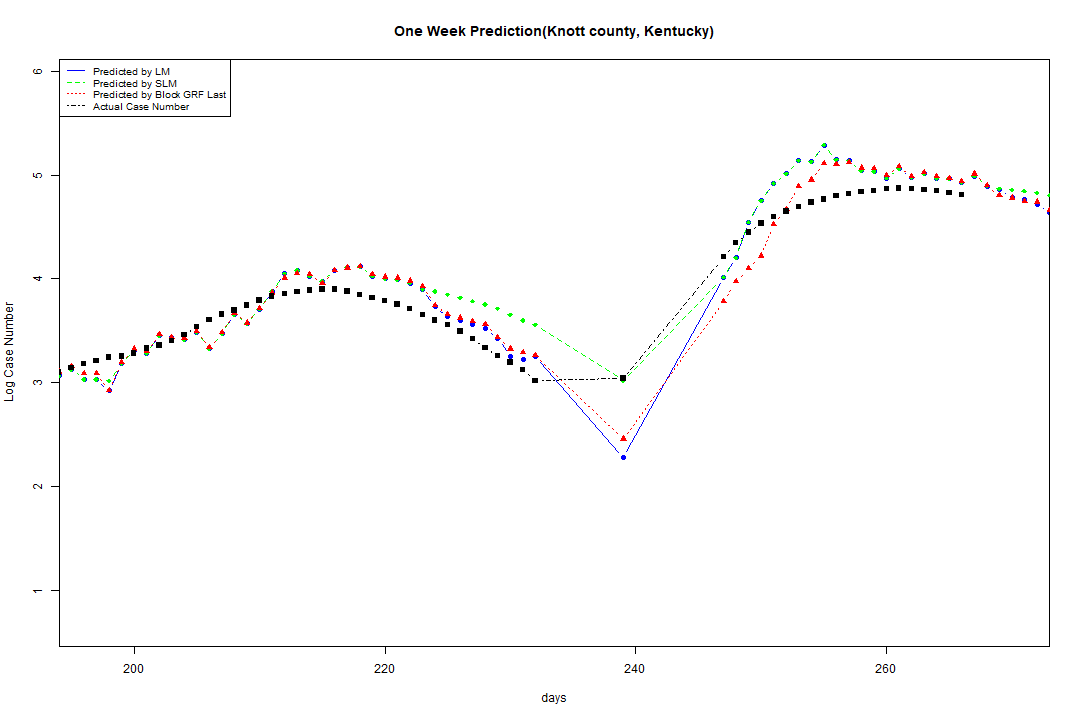 One Week Prediction(Knott county, Kentucky)
Predicted by LM
Predicted by SLM
Predicted by Block GRF Last
Actual Case Number
Log Case Number
6
5
4
3
2
1
200 220 240 260
days